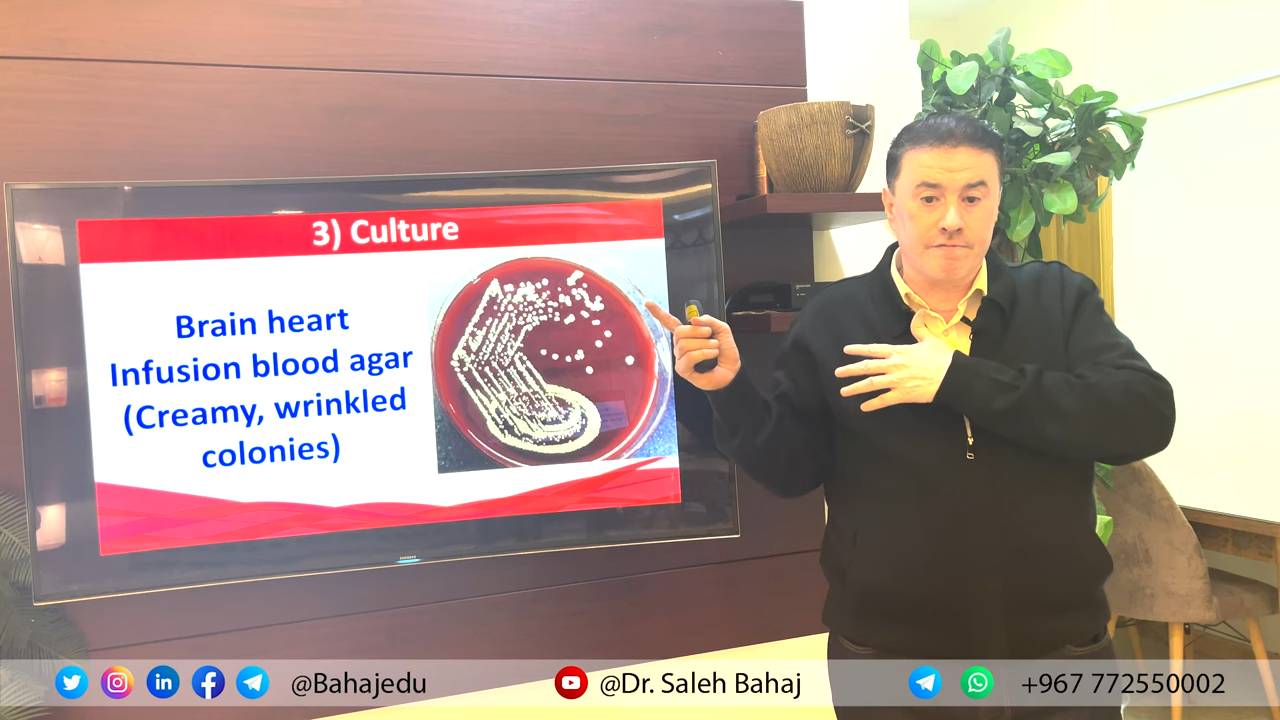 3) Culture
Brain heart
Infusion blood agar
(Creamy, wrinkled
colonies)
@Bahajedu
@Dr. Saleh Bahaj
+967 772550002